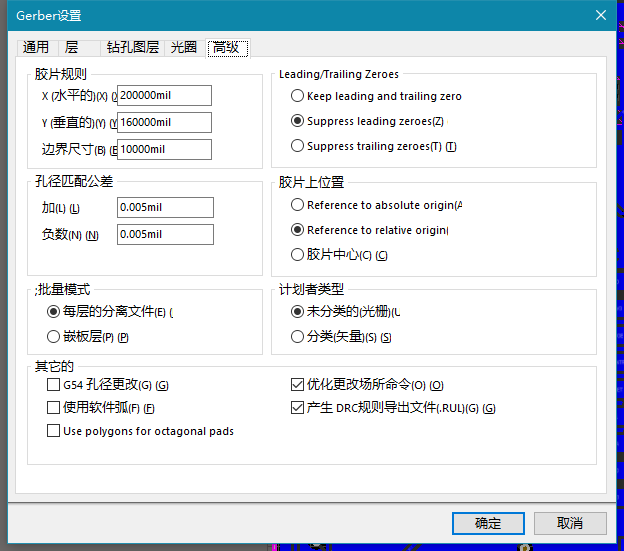 Gerber设置
通用
层
钻孔图层
光圈
高级
胶片规则
X (水平的)(X) (X
200000mil
Y (垂直的)(Y) (Y
160000mil
边界尺寸(B) (B
10000mil
Leading/Trailing Zeroes
Keep leading and trailing zero
Suppress leading zeroes(Z)
Suppress trailing zeroes(T) (T)
孔径匹配公差
加(L) (L)
0.005mil
负数(N) (N)
0.005mil
胶片上位置
Reference to absolute origin(A
Reference to relative origin(
胶片中心(C) (C)
;批量模式
每层的分离文件(E) (
嵌板层(P) (P)
计划者类型
未分类的(光栅)(U
分类(矢量)(S) (S)
其它的
G54 孔径更改(G) (G)
使用软件弧(F) (F)
Use polygons for octagonal pads
优化更改场所命令(O) (O)
产生 DRC规则导出文件(.RUL)(G) (G)
确定
取消